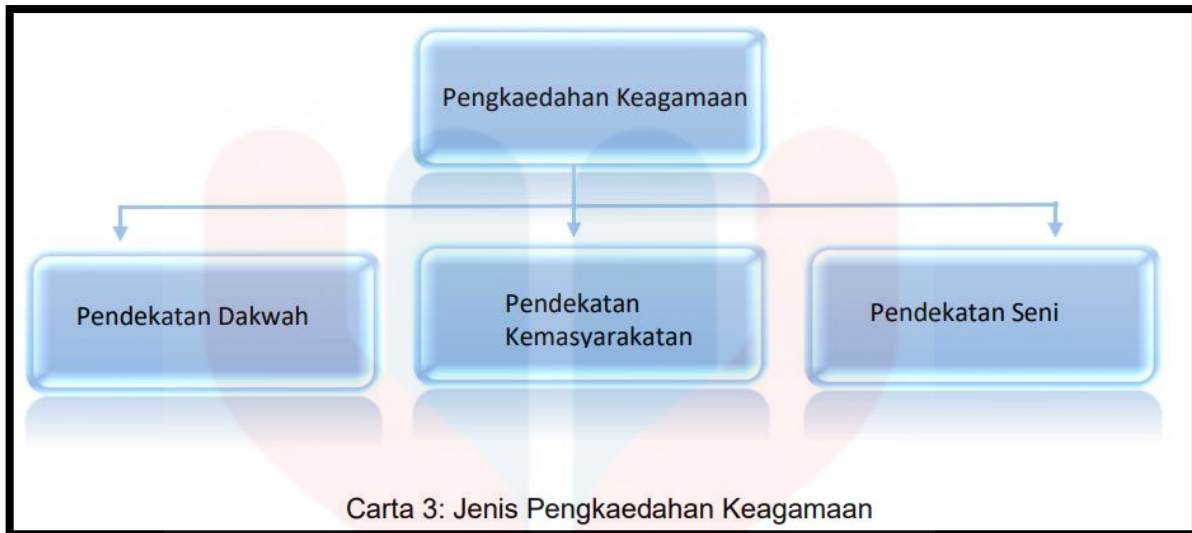 Pengkaedahan Keagamaan
Pendekatan Dakwah
Pendekatan
Kemasyarakatan
Pendekatan Seni
Carta 3: Jenis Pengkaedahan Keagamaan